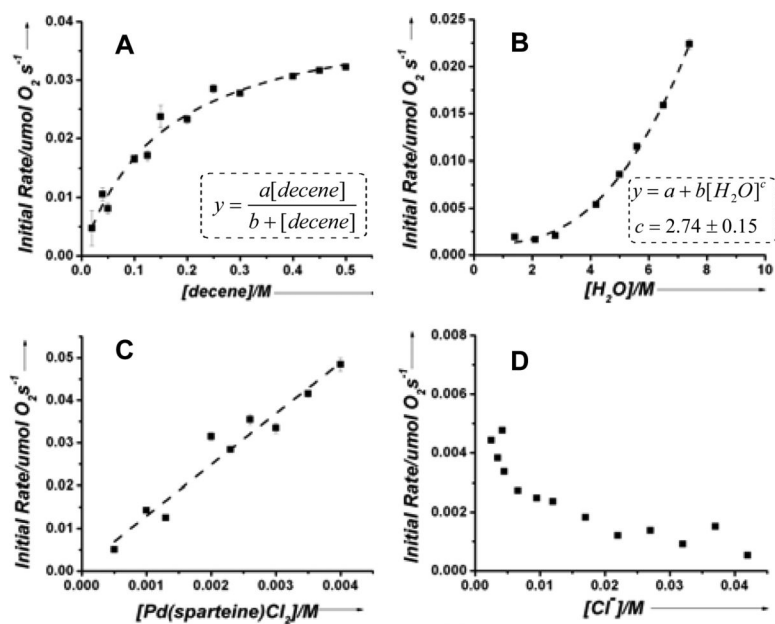 A
Initial Rate/umol O₂ s⁻¹
0.04
0.03
0.02
0.01
0.00
0.0 0.1 0.2 0.3 0.4 0.5
[decene]/M
y = a[decene] / b + [decene]
B
Initial Rate/umol O₂ s⁻¹
0.025
0.020
0.015
0.010
0.005
0.000
0 2 4 6 8 10
[H₂O]/M
y = a + b[H₂O]ᶜ
c = 2.74 ± 0.15
C
Initial Rate/umol O₂s⁻¹
0.05
0.04
0.03
0.02
0.01
0.00
0.000 0.001 0.002 0.003 0.004
[Pd(sparteine)Cl₂]/M
D
Initial Rate/umol O₂s⁻¹
0.008
0.006
0.004
0.002
0.000
0.00 0.01 0.02 0.03 0.04
[Cl⁻]/M